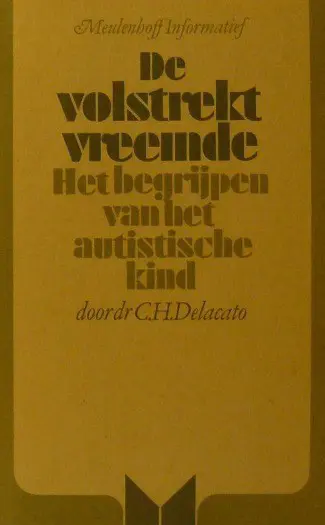 Meulenhoff Informatief
De
volstrekt
vreemde
Het begrijpen
van het
autistische
kind
door dr C.H. Delacato